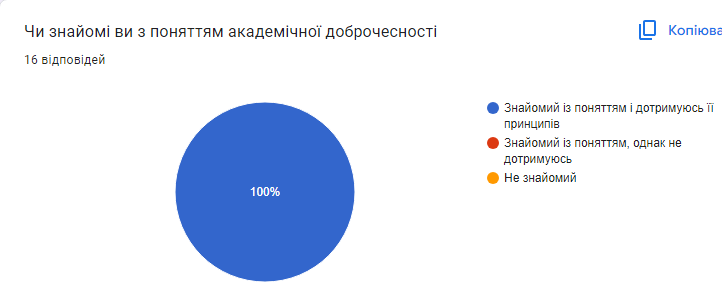 Чи знайомі ви з поняттям академічної доброчесності
Копіюва
16 відповідей
100%
Знайомий із поняттям і дотримуюсь її
принципів
Знайомий із поняттям, однак не
дотримуюсь
Не знайомий